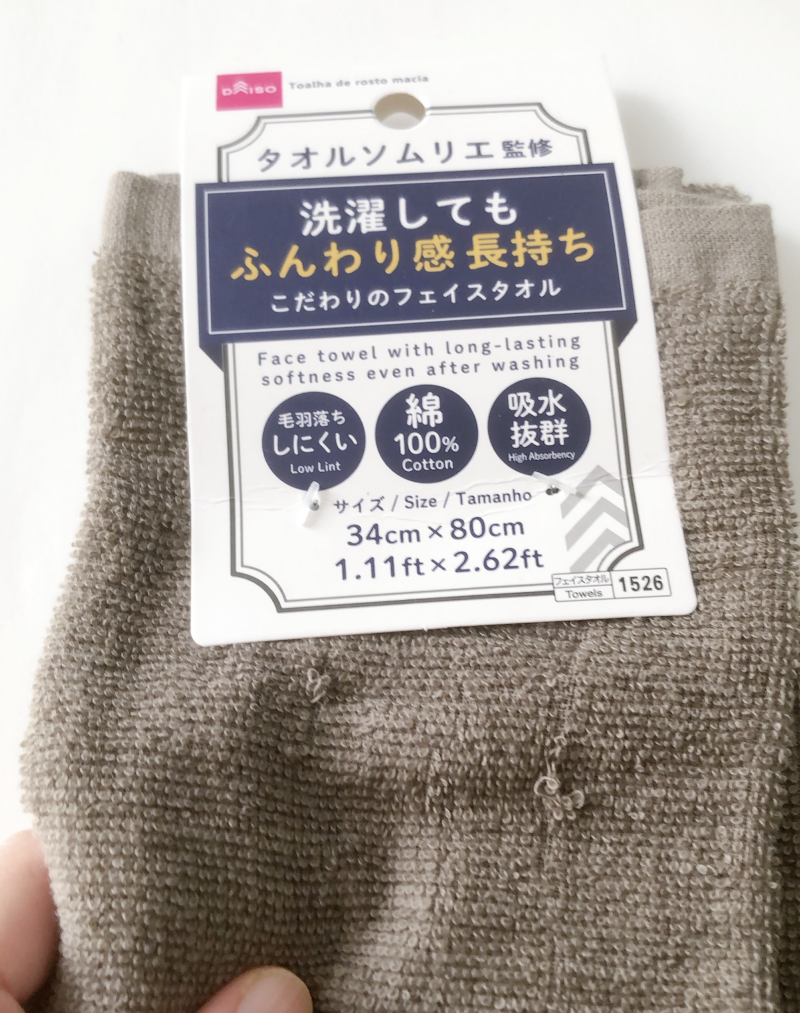 DAISO
Toalha de rosto macia
タオルソムリエ監修
洗濯しても
ふんわり感長持ち
こだわりのフェイスタオル
Face towel with long-lasting
softness even after washing
毛羽落ち
しにくい
Low Lint
綿
100%
Cotton
吸水
抜群
High Absorbency
サイズ / Size / Tamanho
34cm×80cm
1.11ft×2.62ft
フェイスタオル
Towels
1526